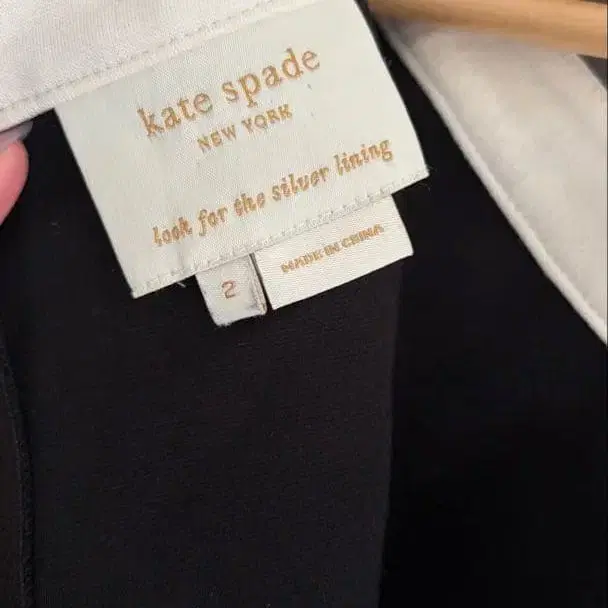 kate spade
NEW YORK
look for the silver lining
2
MADE IN CHINA